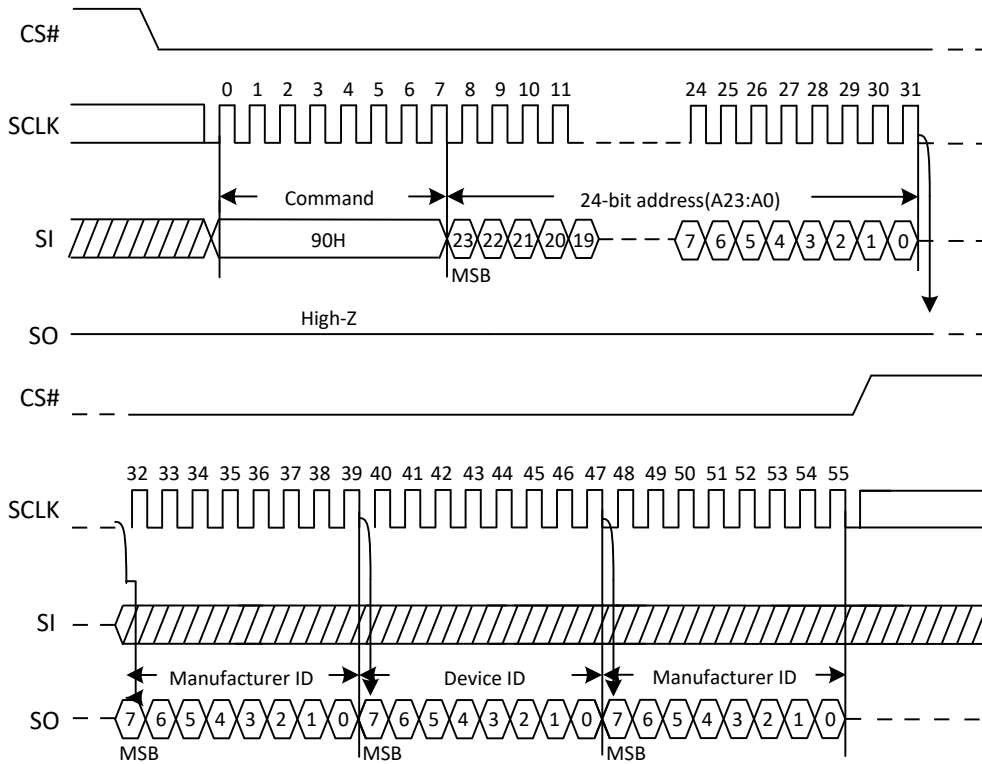 CS#
0 1 2 3 4 5 6 7 8 9 10 11 24 25 26 27 28 29 30 31
SCLK
Command 24-bit address(A23:A0)
SI 90H 23 22 21 20 19 7 6 5 4 3 2 1 0
MSB
High-Z
SO
CS#
32 33 34 35 36 37 38 39 40 41 42 43 44 45 46 47 48 49 50 51 52 53 54 55
SCLK
SI
Manufacturer ID Device ID Manufacturer ID
SO 7 6 5 4 3 2 1 0 7 6 5 4 3 2 1 0 7 6 5 4 3 2 1 0
MSB MSB MSB